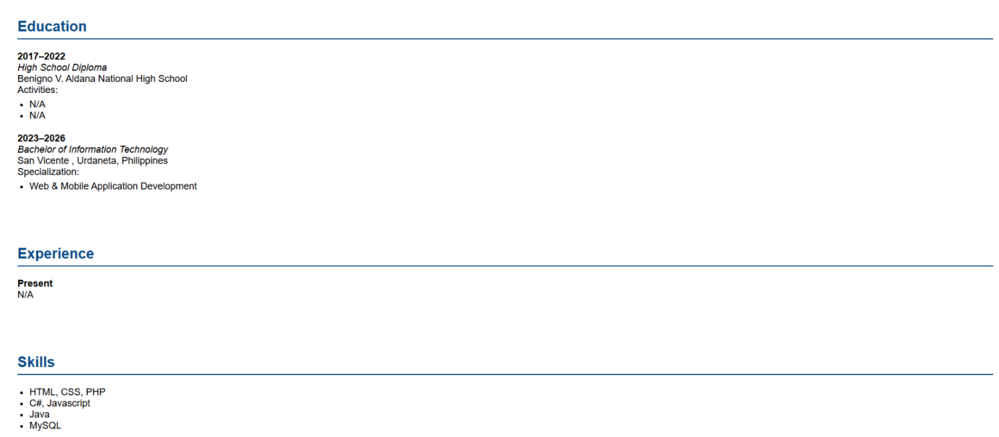 Education
2017–2022
High School Diploma
Benigno V. Aldana National High School
Activities:
• N/A
• N/A
2023–2026
Bachelor of Information Technology
San Vicente , Urdaneta, Philippines
Specialization:
• Web & Mobile Application Development
Experience
Present
N/A
Skills
• HTML, CSS, PHP
• C#, Javascript
• Java
• MySQL